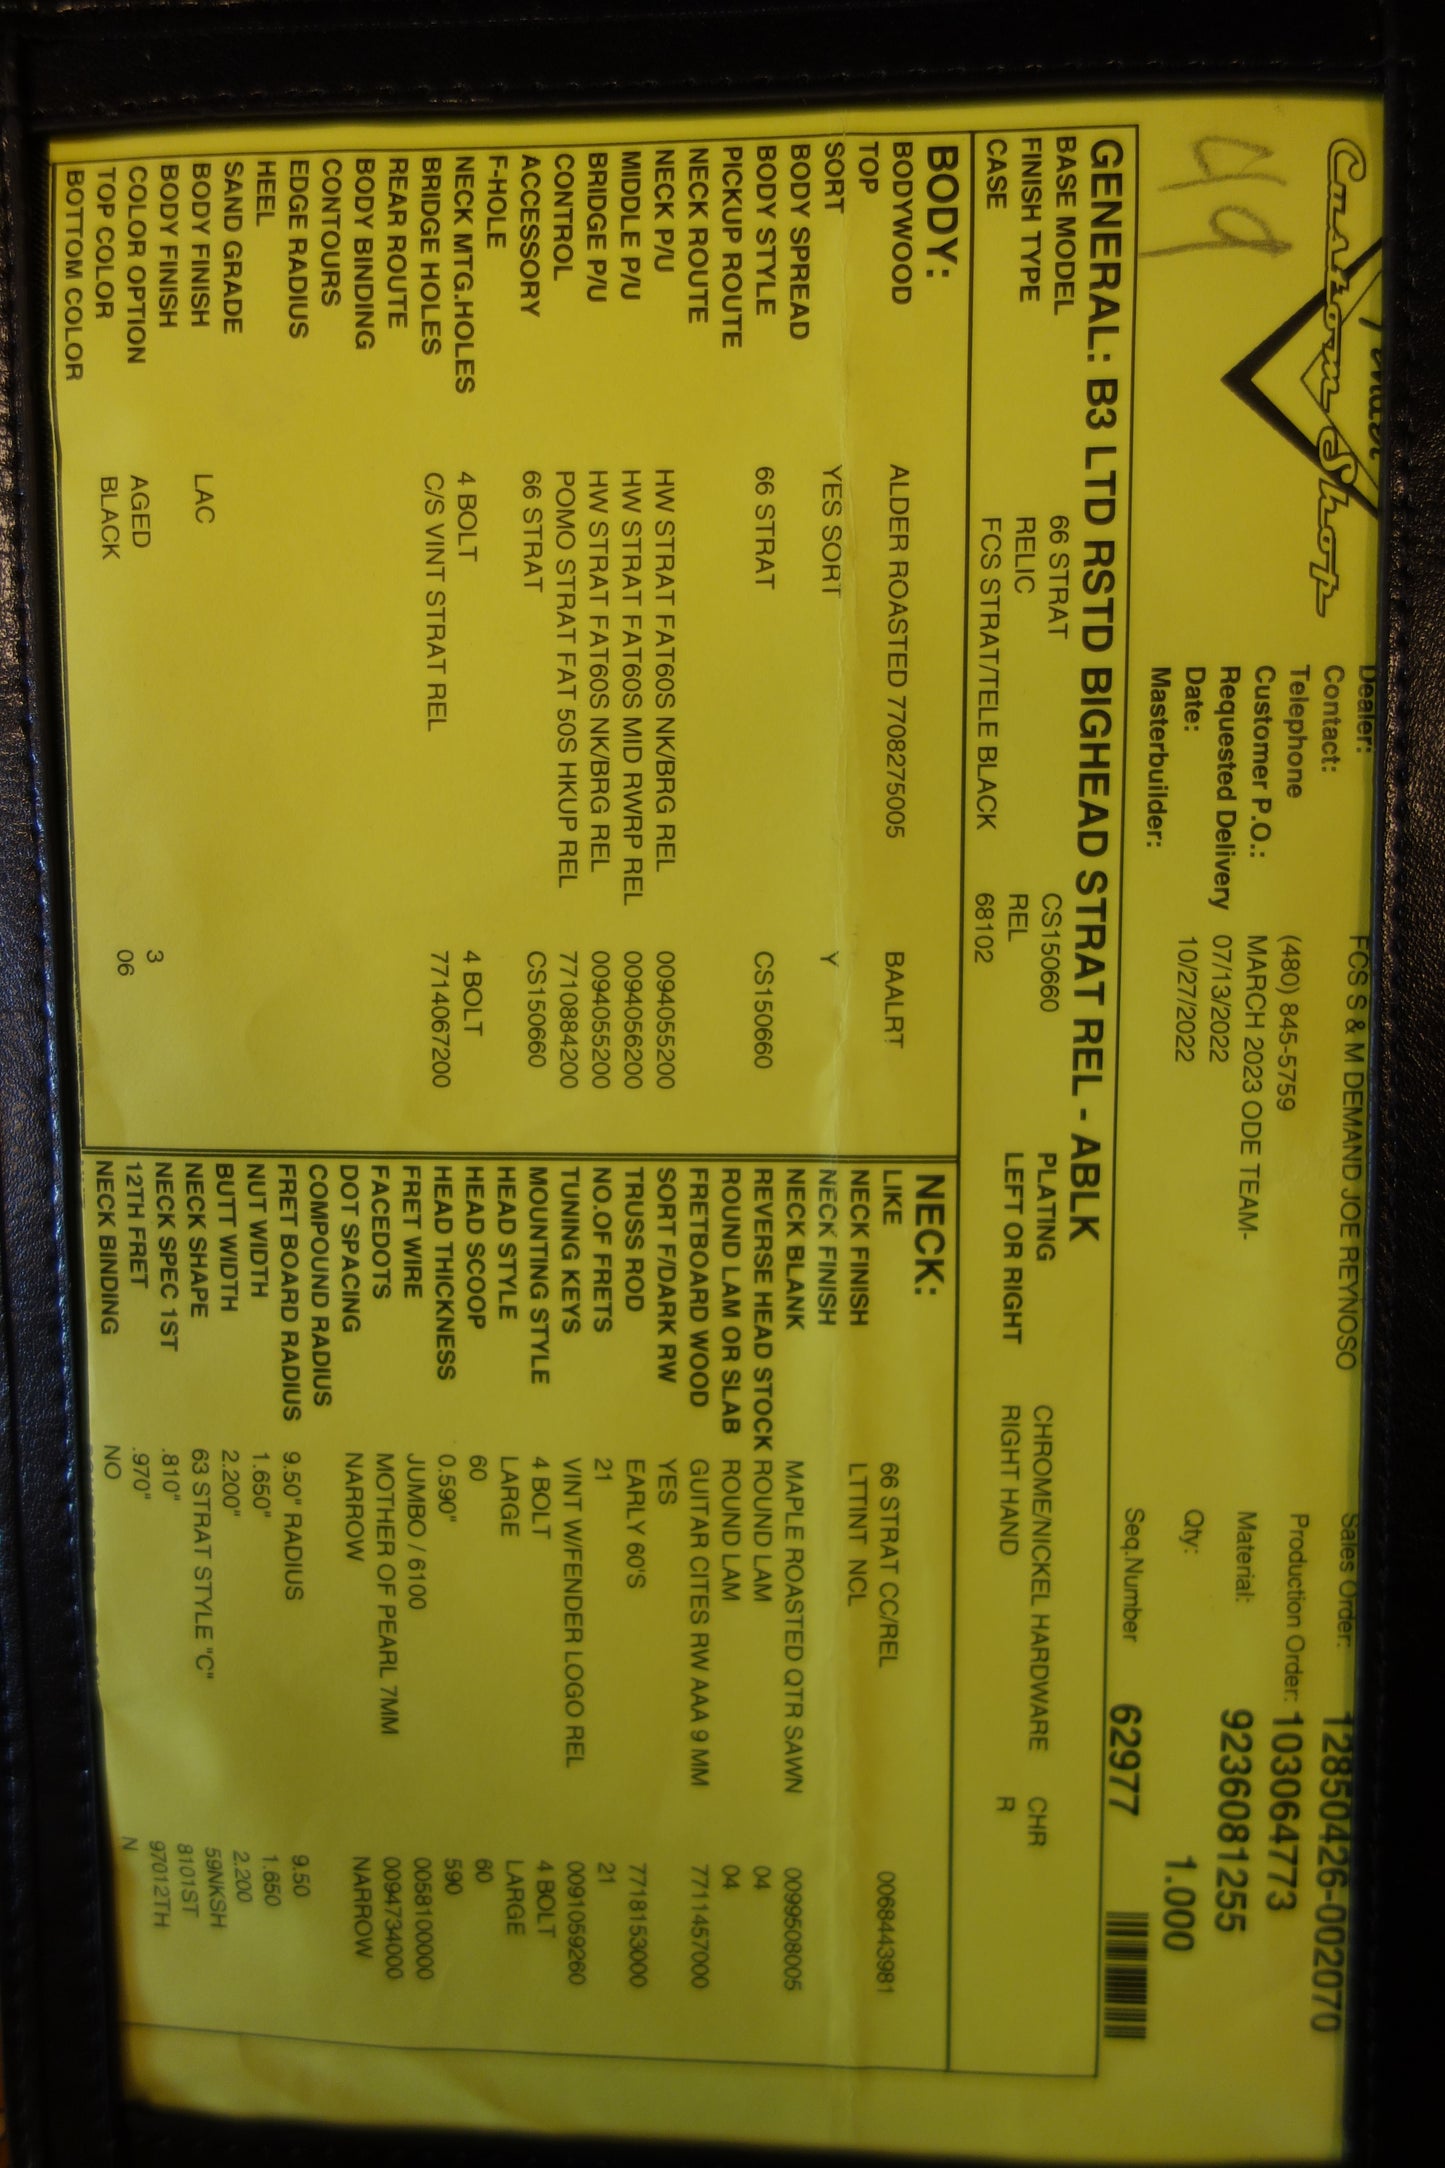 Custom Shop
49
Dealer: FCS S & M DEMAND JOE REYNOSO
Contact:
Telephone (480) 845-5759
Customer P.O.: MARCH 2023 ODE TEAM-
Requested Delivery 07/13/2022
Date: 10/27/2022
Masterbuilder:
Sales Order: 12850426-002070
Production Order: 103064773
Material: 9236081255
Qty: 1.000
Seq.Number 62977
GENERAL: B3 LTD RSTD BIGHEAD STRAT REL - ABLK
BASE MODEL 66 STRAT CS150660 PLATING CHROME/NICKEL HARDWARE CHR
FINISH TYPE RELIC REL LEFT OR RIGHT RIGHT HAND R
CASE FCS STRAT/TELE BLACK 68102
BODY:
BODYWOOD ALDER ROASTED 7708275005 BAALRT
TOP
SORT YES SORT Y
BODY SPREAD
BODY STYLE 66 STRAT CS150660
PICKUP ROUTE
NECK ROUTE
NECK P/U HW STRAT FAT60S NK/BRG REL 0094055200
MIDDLE P/U HW STRAT FAT60S MID RWRP REL 0094056200
BRIDGE P/U HW STRAT FAT60S NK/BRG REL 0094055200
CONTROL POMO STRAT FAT 50S HKUP REL 7710884200
ACCESSORY 66 STRAT CS150660
F-HOLE
NECK MTG.HOLES 4 BOLT 4 BOLT
BRIDGE HOLES C/S VINT STRAT REL 7714067200
REAR ROUTE
BODY BINDING
CONTOURS
EDGE RADIUS
HEEL
SAND GRADE
BODY FINISH LAC
BODY FINISH
COLOR OPTION AGED 3
TOP COLOR BLACK 06
BOTTOM COLOR
NECK:
LIKE 66 STRAT CC/REL 0068443981
NECK FINISH LTTINT NCL
NECK FINISH
NECK BLANK MAPLE ROASTED QTR SAWN 0099508005
REVERSE HEAD STOCK ROUND LAM 04
ROUND LAM OR SLAB ROUND LAM 04
FRETBOARD WOOD GUITAR CITES RW AAA 9 MM 7711457000
SORT F/DARK RW YES
TRUSS ROD EARLY 60'S 7718153000
NO.OF FRETS 21 21
TUNING KEYS VINT W/FENDER LOGO REL 0091059260
MOUNTING STYLE 4 BOLT 4 BOLT
HEAD STYLE LARGE LARGE
HEAD SCOOP 60 60
HEAD THICKNESS 0.590" 590
FRET WIRE JUMBO / 6100 0058100000
FACEDOTS MOTHER OF PEARL 7MM 0094734000
DOT SPACING NARROW NARROW
COMPOUND RADIUS
FRET BOARD RADIUS 9.50" RADIUS 9.50
NUT WIDTH 1.650" 1.650
BUTT WIDTH 2.200" 2.200
NECK SHAPE 63 STRAT STYLE "C" 59NKSH
NECK SPEC 1ST .810" 8101ST
12TH FRET .970" 97012TH
NECK BINDING NO N